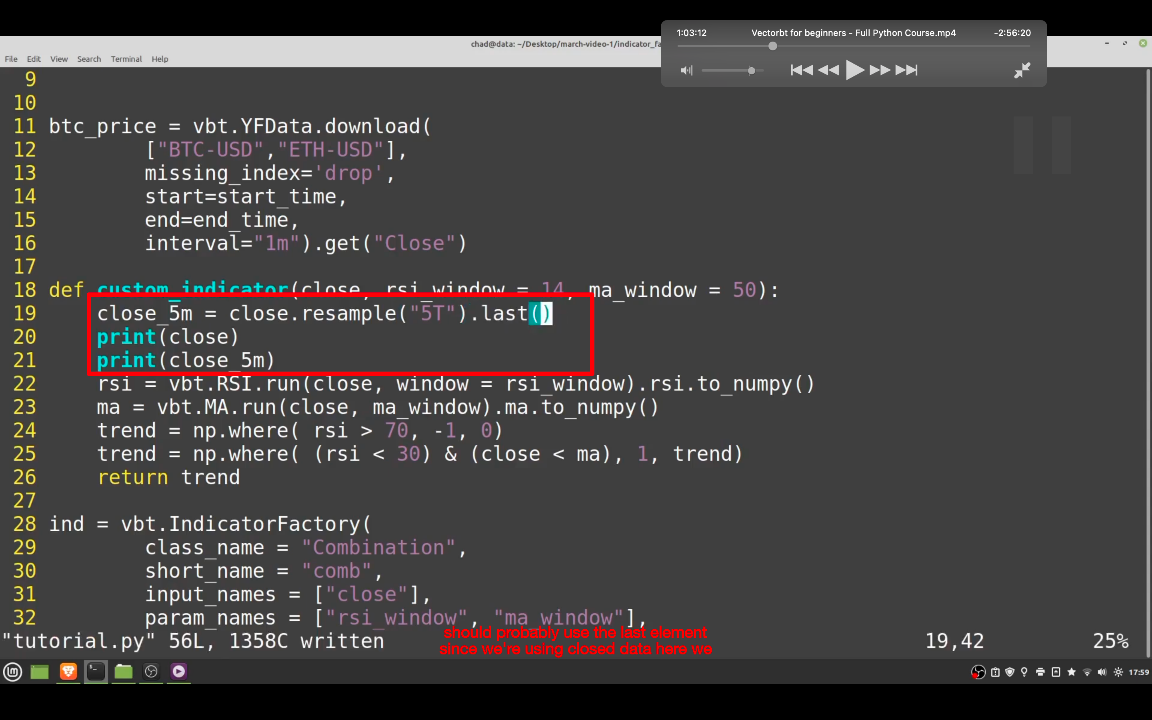 1:03:12 Vectorbt for beginners - Full Python Course.mp4 -2:56:20
chad@data: ~/Desktop/march-video-1/indicator_fa
File Edit View Search Terminal Help
9
10
11 btc_price = vbt.YFData.download(
12         ["BTC-USD","ETH-USD"],
13         missing_index='drop',
14         start=start_time,
15         end=end_time,
16         interval="1m").get("Close")
17
18 def custom_indicator(close, rsi_window = 14, ma_window = 50):
19     close_5m = close.resample("5T").last()
20     print(close)
21     print(close_5m)
22     rsi = vbt.RSI.run(close, window = rsi_window).rsi.to_numpy()
23     ma = vbt.MA.run(close, ma_window).ma.to_numpy()
24     trend = np.where( rsi > 70, -1, 0)
25     trend = np.where( (rsi < 30) & (close < ma), 1, trend)
26     return trend
27
28 ind = vbt.IndicatorFactory(
29         class_name = "Combination",
30         short_name = "comb",
31         input_names = ["close"],
32         param_names = ["rsi_window", "ma_window"],
should probably use the last element
"tutorial.py" 56L, 1358C written 19,42 25%
since we're using closed data here we
17:59